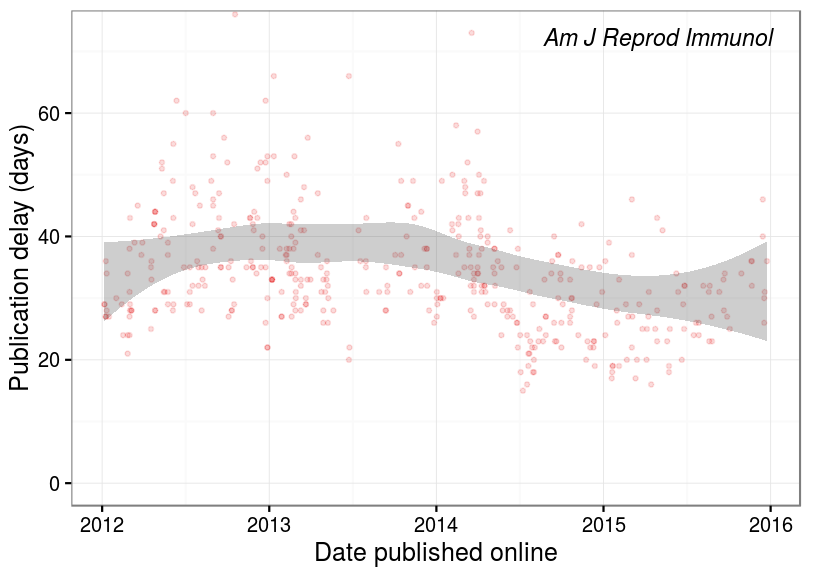 Am J Reprod Immunol
Publication delay (days)
60
40
20
0
2012 2013 2014 2015 2016
Date published online